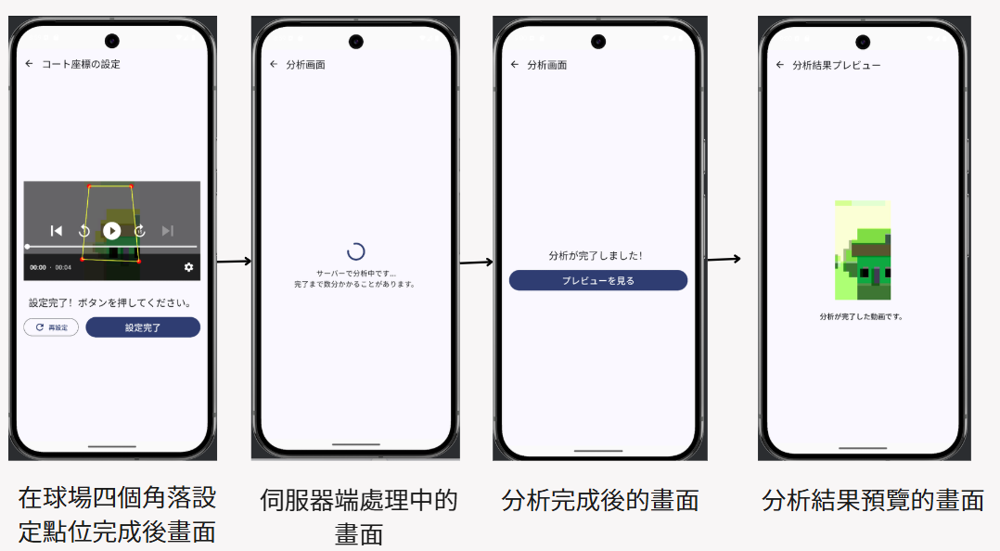 コート座標の設定
00:00 · 00:04
設定完了！ボタンを押してください。
再設定
設定完了
在球場四個角落設
定點位完成後畫面
分析画面
サーバーで分析中です...
完了まで数分かかることがあります。
伺服器端處理中的
畫面
分析画面
分析が完了しました！
プレビューを見る
分析完成後的畫面
分析結果プレビュー
分析が完了した動画です。
分析結果預覽的畫面